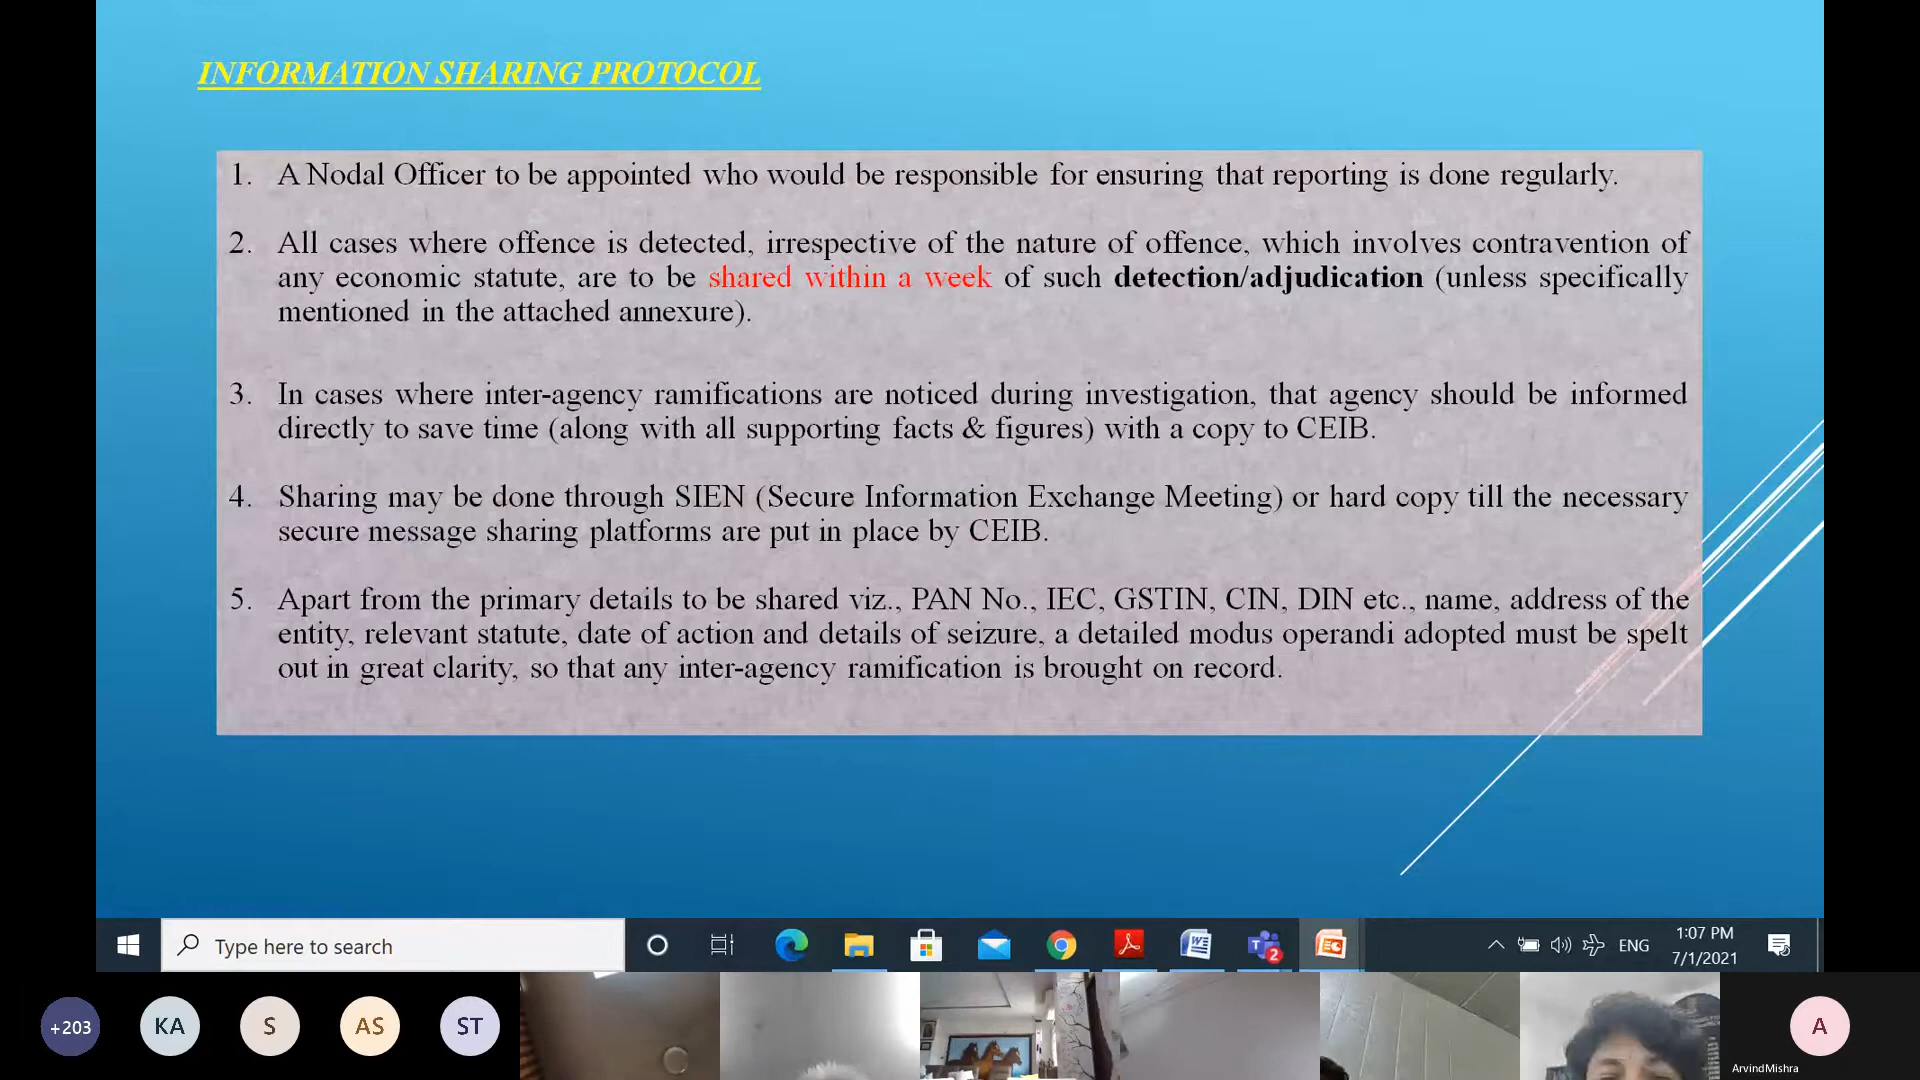 INFORMATION SHARING PROTOCOL
1. A Nodal Officer to be appointed who would be responsible for ensuring that reporting is done regularly.
2. All cases where offence is detected, irrespective of the nature of offence, which involves contravention of
any economic statute, are to be shared within a week of such detection/adjudication (unless specifically
mentioned in the attached annexure).
3. In cases where inter-agency ramifications are noticed during investigation, that agency should be informed
directly to save time (along with all supporting facts & figures) with a copy to CEIB.
4. Sharing may be done through SIEN (Secure Information Exchange Meeting) or hard copy till the necessary
secure message sharing platforms are put in place by CEIB.
5. Apart from the primary details to be shared viz., PAN No., IEC, GSTIN, CIN, DIN etc., name, address of the
entity, relevant statute, date of action and details of seizure, a detailed modus operandi adopted must be spelt
out in great clarity, so that any inter-agency ramification is brought on record.
Type here to search
2
ENG
1:07 PM
7/1/2021
+203
KA
S
AS
ST
A
ArvindMishra